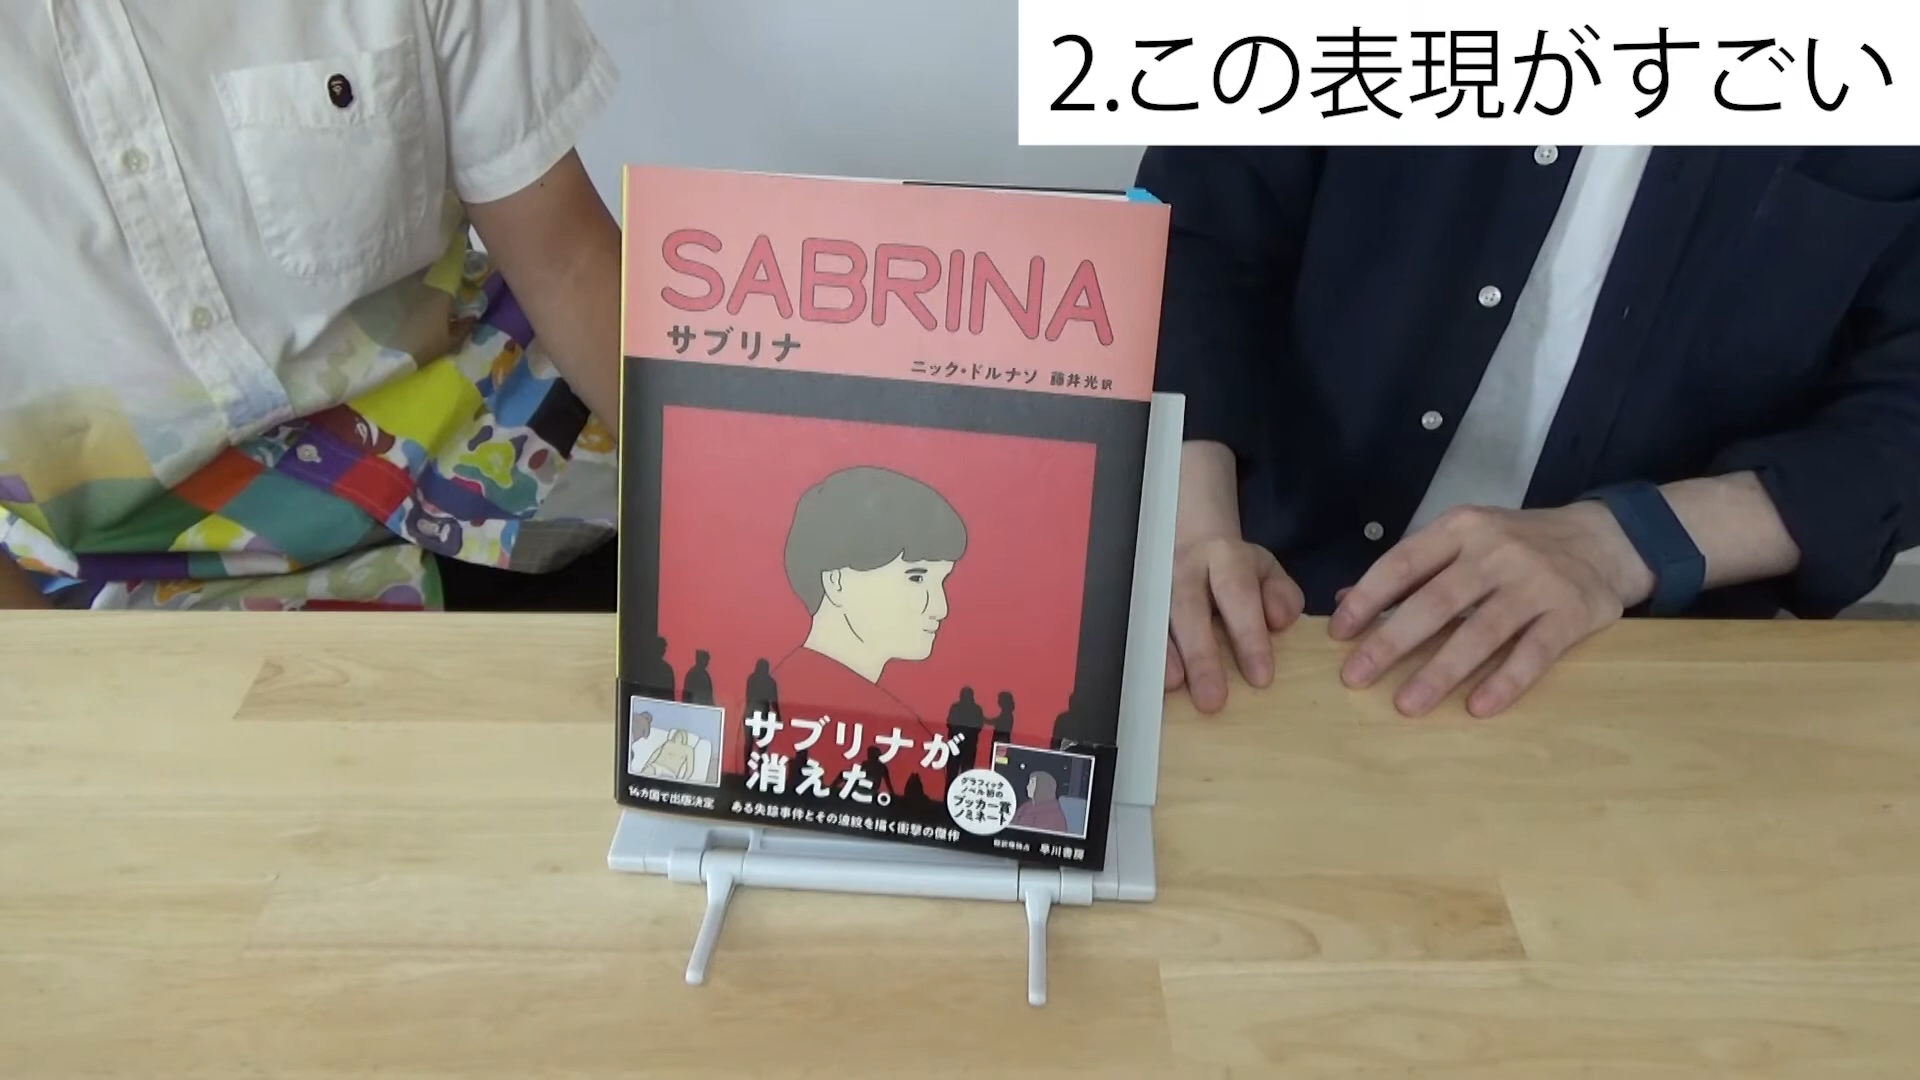 2.この表現がすごい
SABRINA
サブリナ
ニック・ドルナソ 藤井光 訳
サブリナが
消えた。
グラフィック
ノベル初の
ブッカー賞
ノミネート
14カ国で出版決定
ある失踪事件とその波紋を描く衝撃の傑作
早川書房